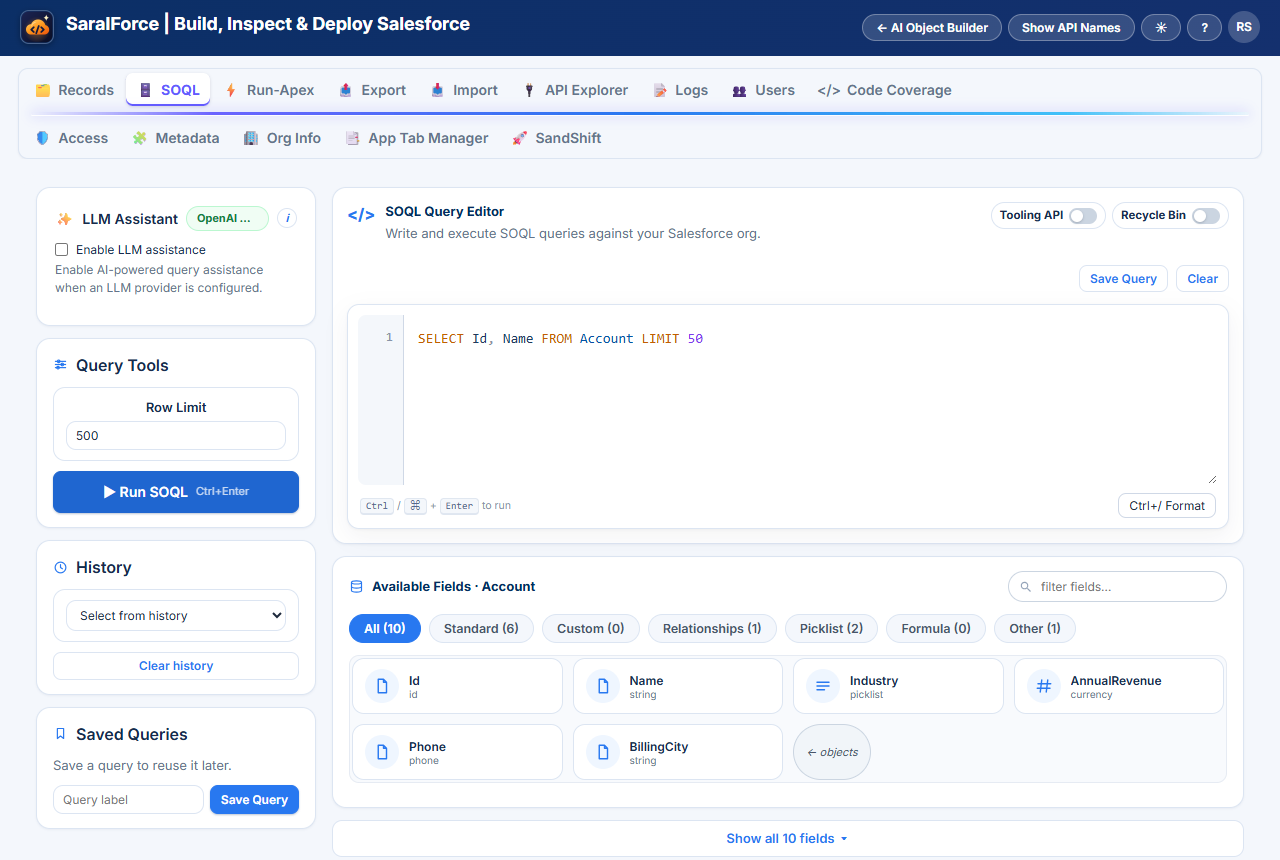 SaralForce | Build, Inspect & Deploy Salesforce
← AI Object Builder
Show API Names
?
RS
Records
SOQL
Run-Apex
Export
Import
API Explorer
Logs
Users
</> Code Coverage
Access
Metadata
Org Info
App Tab Manager
SandShift
LLM Assistant
OpenAI ...
i
Enable LLM assistance
Enable AI-powered query assistance
when an LLM provider is configured.
Query Tools
Row Limit
500
▶ Run SOQL Ctrl+Enter
History
Select from history
Clear history
Saved Queries
Save a query to reuse it later.
Query label
Save Query
</> SOQL Query Editor
Write and execute SOQL queries against your Salesforce org.
Tooling API
Recycle Bin
Save Query
Clear
1
SELECT Id, Name FROM Account LIMIT 50
Ctrl / ⌘ + Enter to run
Ctrl+/ Format
Available Fields · Account
filter fields...
All (10)
Standard (6)
Custom (0)
Relationships (1)
Picklist (2)
Formula (0)
Other (1)
Id
id
Name
string
Industry
picklist
AnnualRevenue
currency
Phone
phone
BillingCity
string
← objects
Show all 10 fields